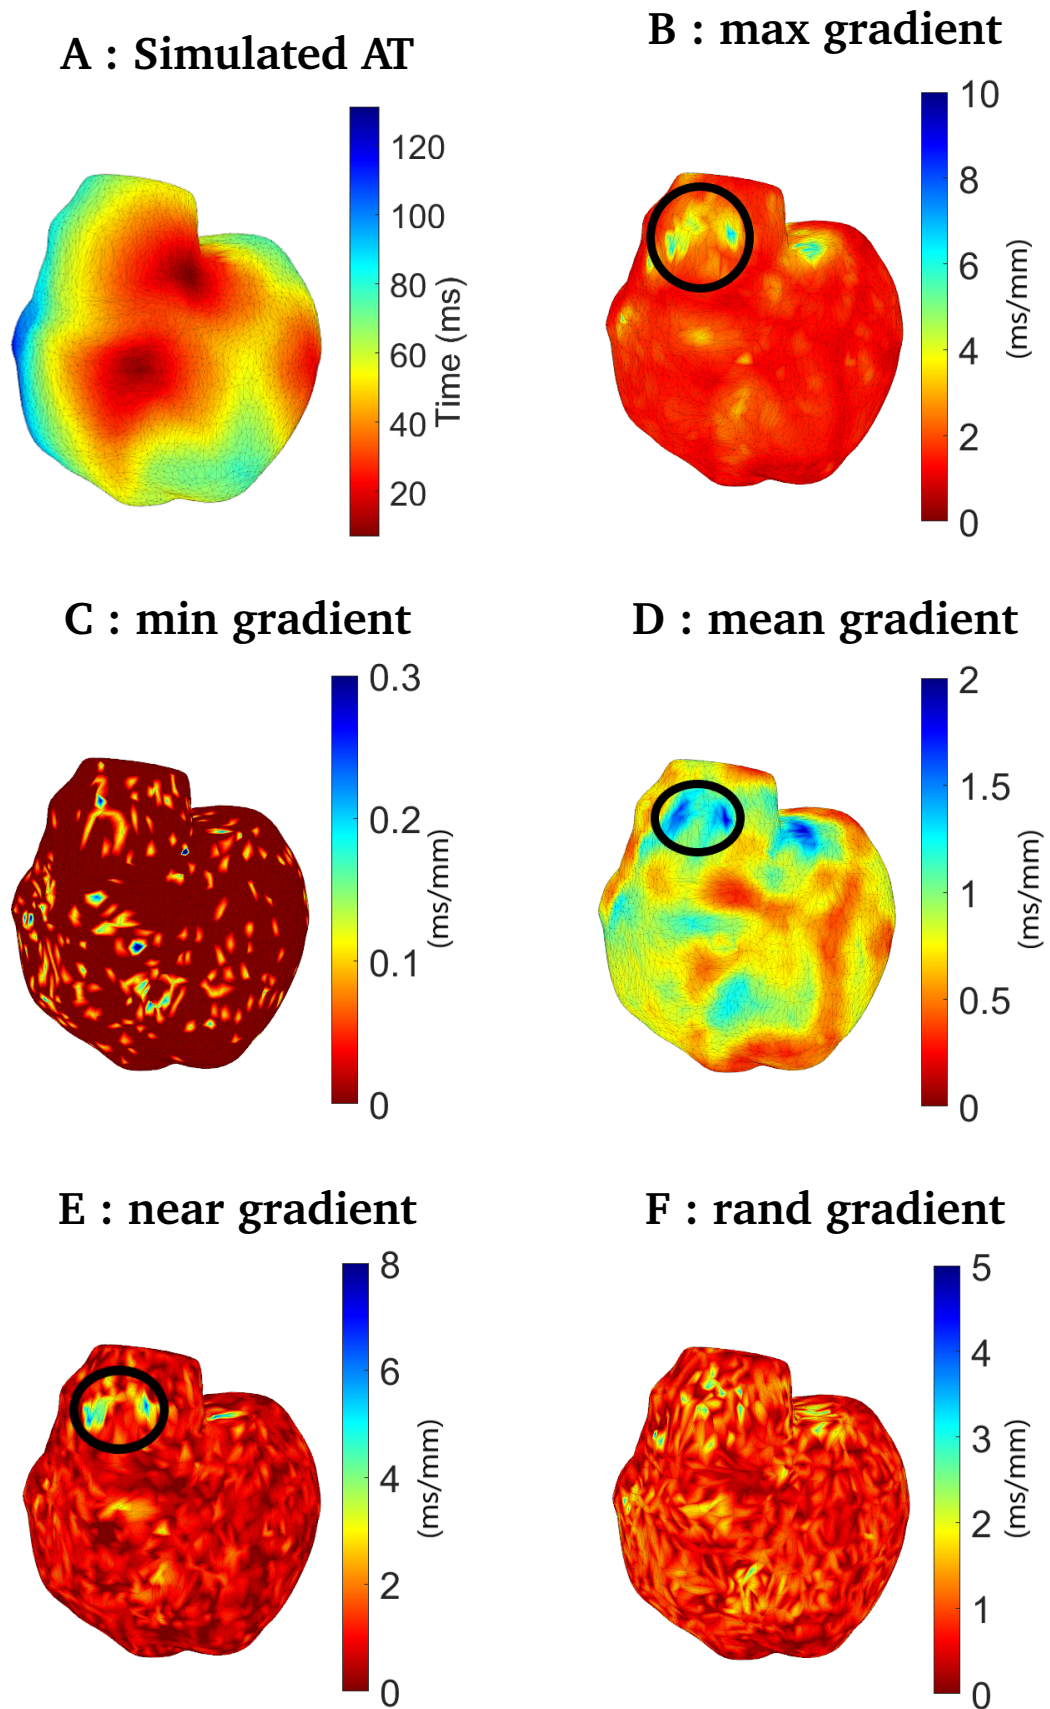 A : Simulated AT
120
100
80
60
40
20
Time (ms)
B : max gradient
10
8
6
4
2
0
(ms/mm)
C : min gradient
0.3
0.2
0.1
0
(ms/mm)
D : mean gradient
2
1.5
1
0.5
0
(ms/mm)
E : near gradient
8
6
4
2
0
(ms/mm)
F : rand gradient
5
4
3
2
1
0
(ms/mm)